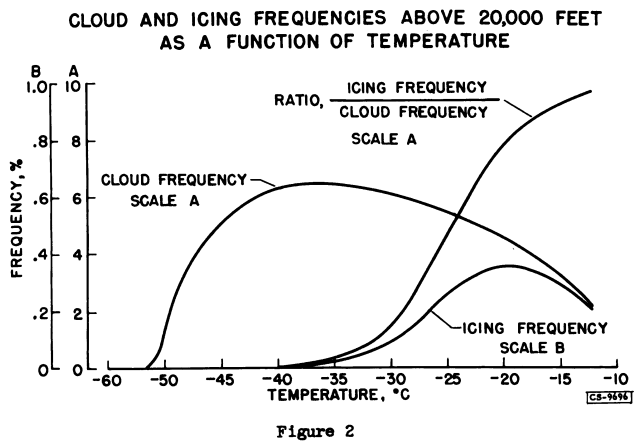 CLOUD AND ICING FREQUENCIES ABOVE 20,000 FEET
AS A FUNCTION OF TEMPERATURE
B A
1.0 10
.8 8
.6 6
.4 4
.2 2
0 0
FREQUENCY, %
RATIO, ICING FREQUENCY
CLOUD FREQUENCY
SCALE A
CLOUD FREQUENCY
SCALE A
ICING FREQUENCY
SCALE B
-60 -55 -50 -45 -40 -35 -30 -25 -20 -15 -10
TEMPERATURE, °C
CS-9696
Figure 2